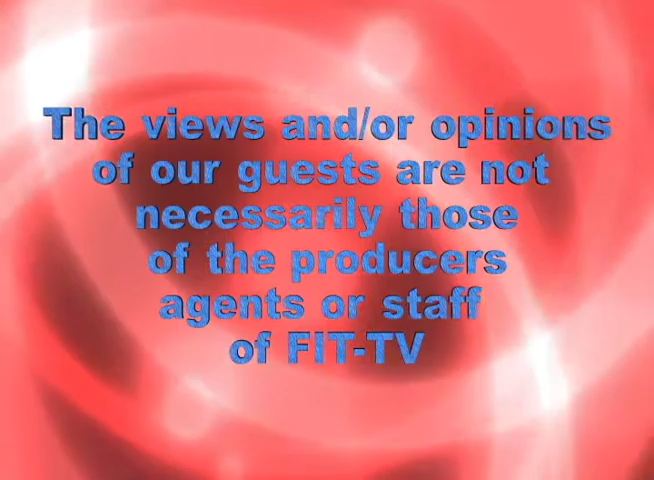 The views and/or opinions
of our guests are not
necessarily those
of the producers
agents or staff
of FIT-TV